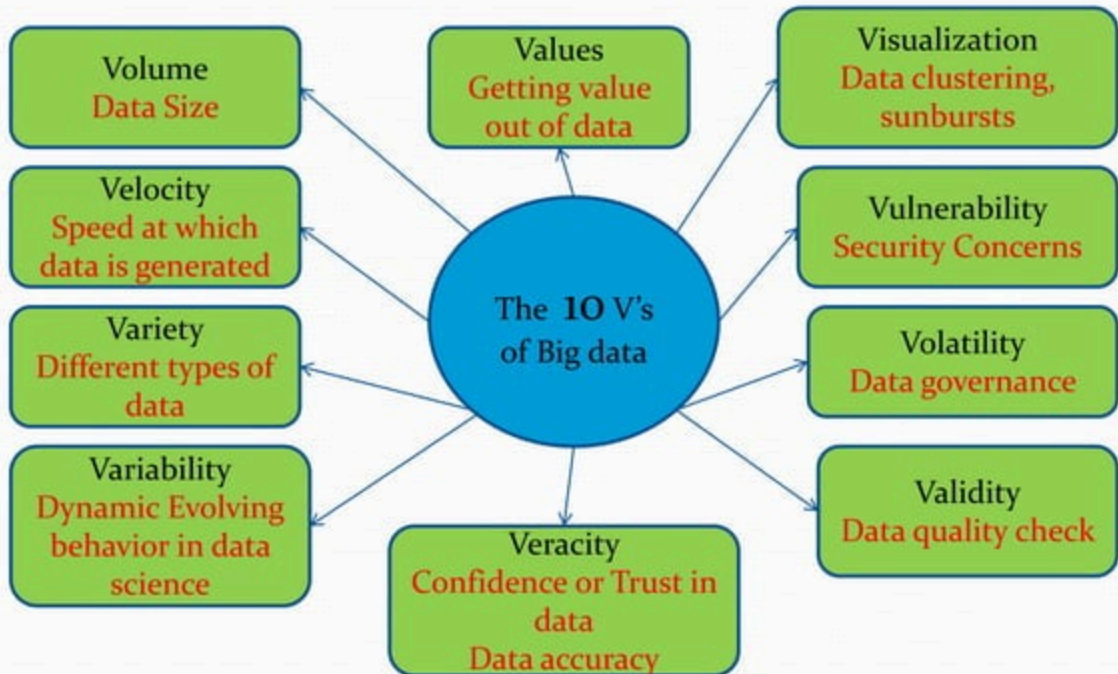 Volume
Data Size
Values
Getting value
out of data
Visualization
Data clustering,
sunbursts
Velocity
Speed at which
data is generated
Vulnerability
Security Concerns
The 10 V's
of Big data
Variety
Different types of
data
Volatility
Data governance
Variability
Dynamic Evolving
behavior in data
science
Veracity
Confidence or Trust in
data
Data accuracy
Validity
Data quality check